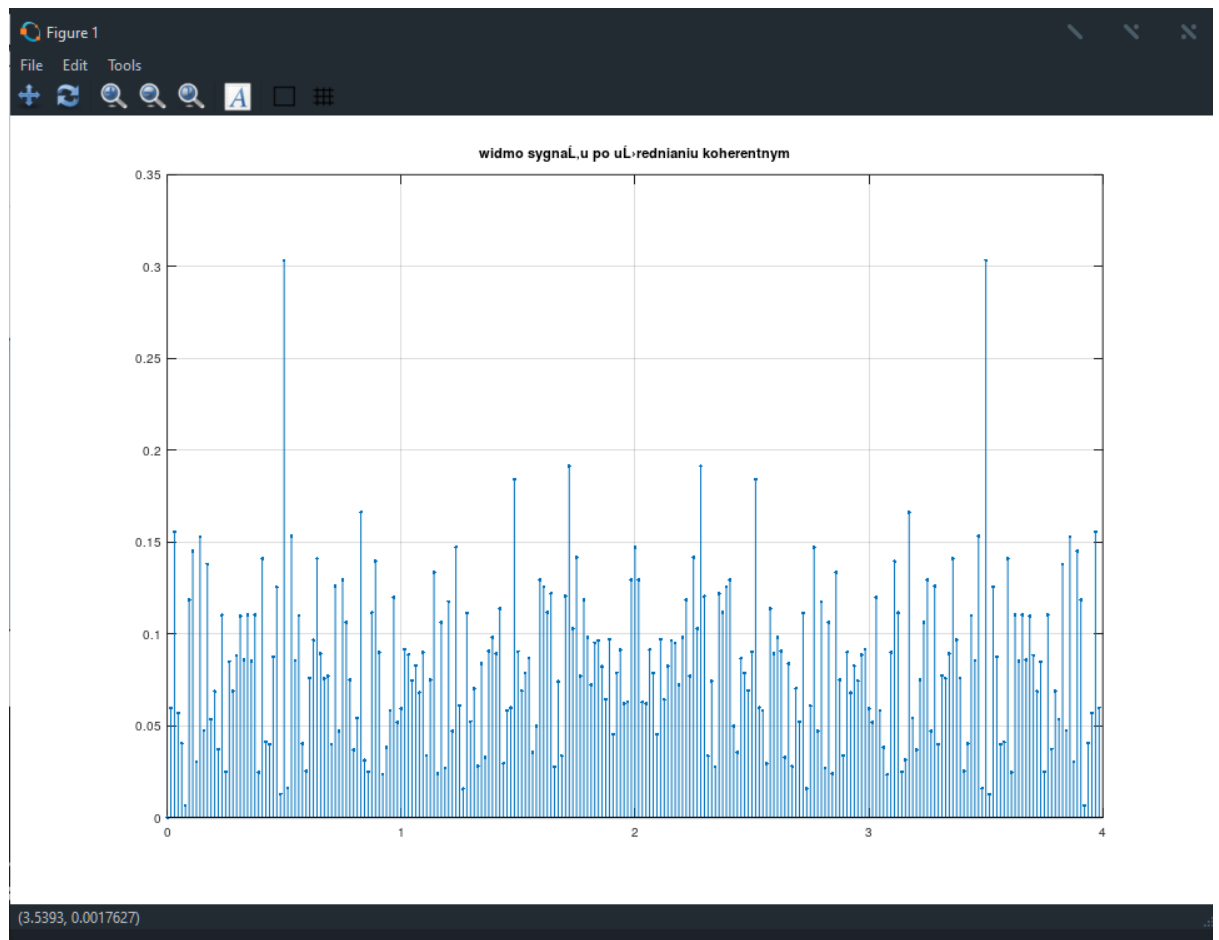 Figure 1
File Edit Tools
A
widmo sygnaĹ‚u po uĹ›rednianiu koherentnym
0.35
0.3
0.25
0.2
0.15
0.1
0.05
0
0 1 2 3 4
(3.5393, 0.0017627)